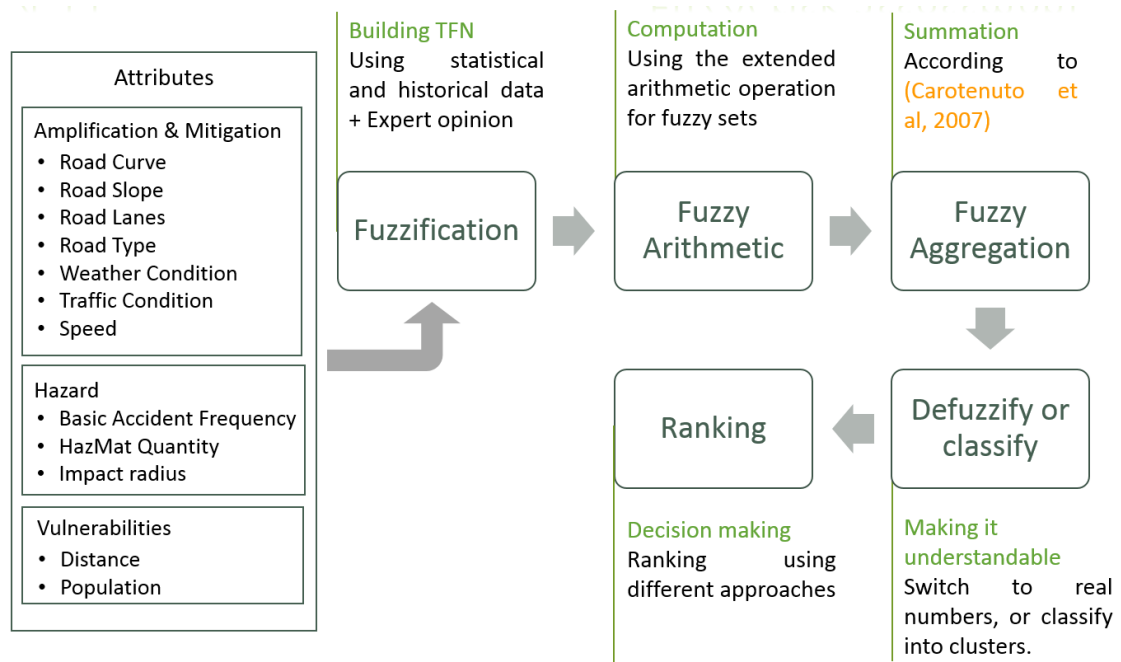 Attributes
Amplification & Mitigation
• Road Curve
• Road Slope
• Road Lanes
• Road Type
• Weather Condition
• Traffic Condition
• Speed
Hazard
• Basic Accident Frequency
• HazMat Quantity
• Impact radius
Vulnerabilities
• Distance
• Population
Building TFN
Using statistical
and historical data
+ Expert opinion
Fuzzification
Computation
Using the extended
arithmetic operation
for fuzzy sets
Fuzzy
Arithmetic
Summation
According to
(Carotenuto et
al, 2007)
Fuzzy
Aggregation
Defuzzify or
classify
Making it
understandable
Switch to real
numbers, or classify
into clusters.
Ranking
Decision making
Ranking using
different approaches